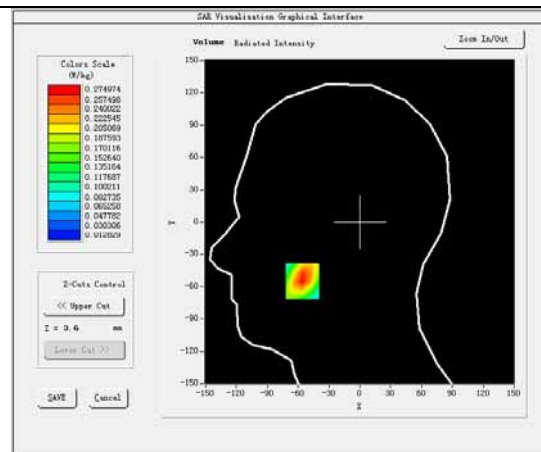 SAR Visualisation Graphical Interface
Volume Radiated Intensity
Zoom In/Out
Colors Scale
(W/kg)
0.274974
0.257498
0.240022
0.222545
0.205069
0.187593
0.170116
0.152640
0.135164
0.117687
0.100211
0.082735
0.065258
0.047782
0.030306
0.012829
Z-Cuts Control
<< Upper Cut
Z = 3.6 mm
Lower Cut >>
SAVE Cancel
150
120
90
60
30
0
-30
-60
-90
-120
-150
Y
-150 -120 -90 -60 -30 0 30 60 90 120 150
X